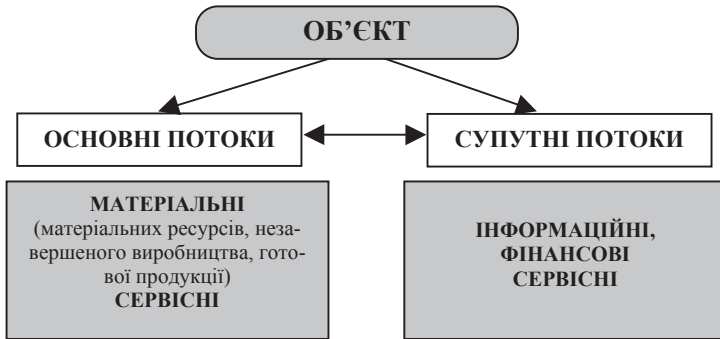 ОБ’ЄКТ
ОСНОВНІ ПОТОКИ
СУПУТНІ ПОТОКИ
МАТЕРІАЛЬНІ
(матеріальних ресурсів, неза-
вершеного виробництва, гото-
вої продукції)
СЕРВІСНІ
ІНФОРМАЦІЙНІ,
ФІНАНСОВІ
СЕРВІСНІ